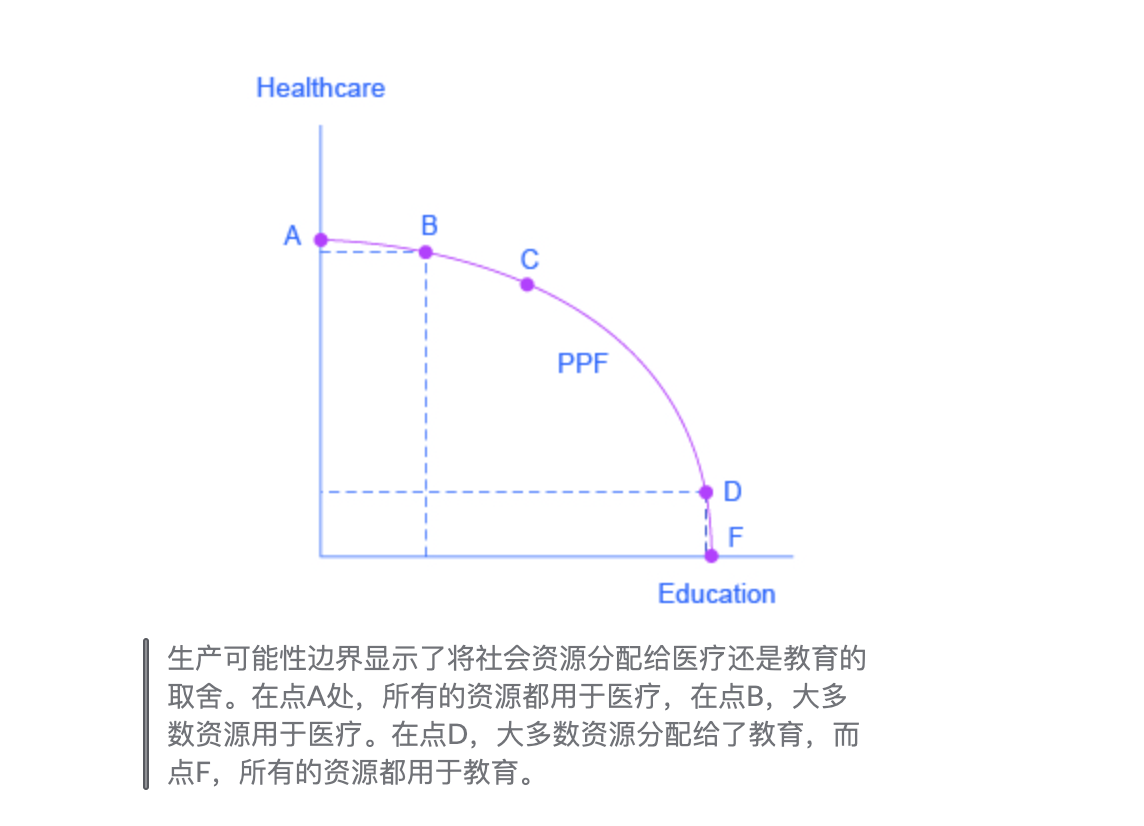 Healthcare
A
B
C
PPF
D
F
Education
生产可能性边界显示了将社会资源分配给医疗还是教育的
取舍。在点A处，所有的资源都用于医疗，在点B，大多
数资源用于医疗。在点D，大多数资源分配给了教育，而
点F，所有的资源都用于教育。